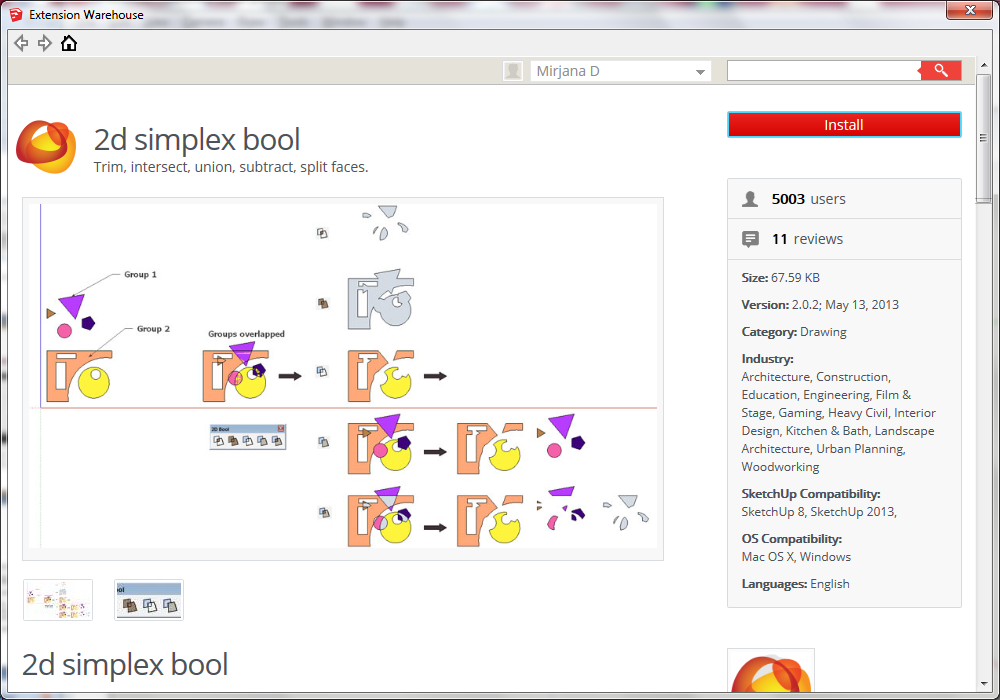 Extension Warehouse
Mirjana D
2d simplex bool
Trim, intersect, union, subtract, split faces.
Install
Group 1
Group 2
Groups overlapped
2D Bool
5003 users
11 reviews
Size: 67.59 KB
Version: 2.0.2; May 13, 2013
Category: Drawing
Industry:
Architecture, Construction,
Education, Engineering, Film &
Stage, Gaming, Heavy Civil, Interior
Design, Kitchen & Bath, Landscape
Architecture, Urban Planning,
Woodworking
SketchUp Compatibility:
SketchUp 8, SketchUp 2013,
OS Compatibility:
Mac OS X, Windows
Languages: English
ool
2d simplex bool